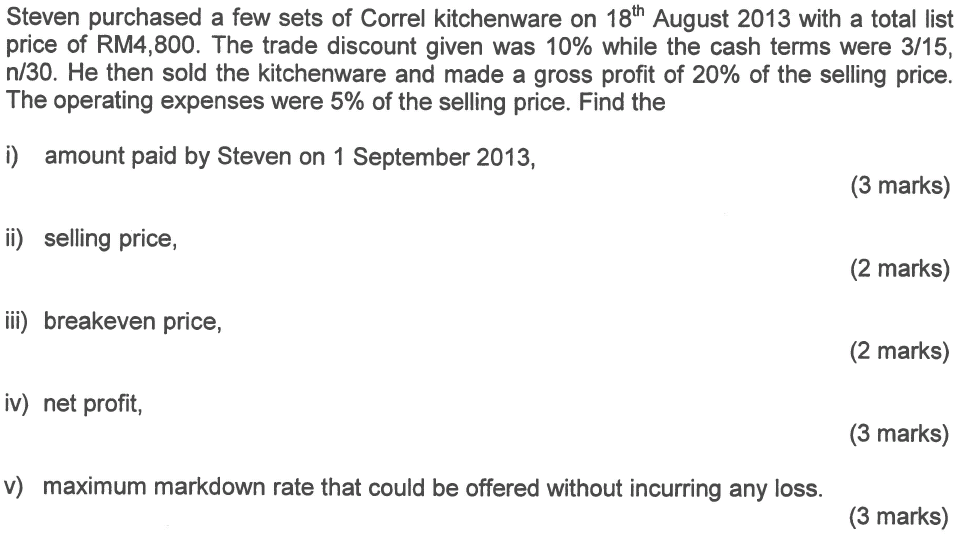 Steven purchased a few sets of Correl kitchenware on 18th August 2013 with a total list
price of RM4,800. The trade discount given was 10% while the cash terms were 3/15,
n/30. He then sold the kitchenware and made a gross profit of 20% of the selling price.
The operating expenses were 5% of the selling price. Find the
i) amount paid by Steven on 1 September 2013,
(3 marks)
ii) selling price,
(2 marks)
iii) breakeven price,
(2 marks)
iv) net profit,
(3 marks)
v) maximum markdown rate that could be offered without incurring any loss.
(3 marks)